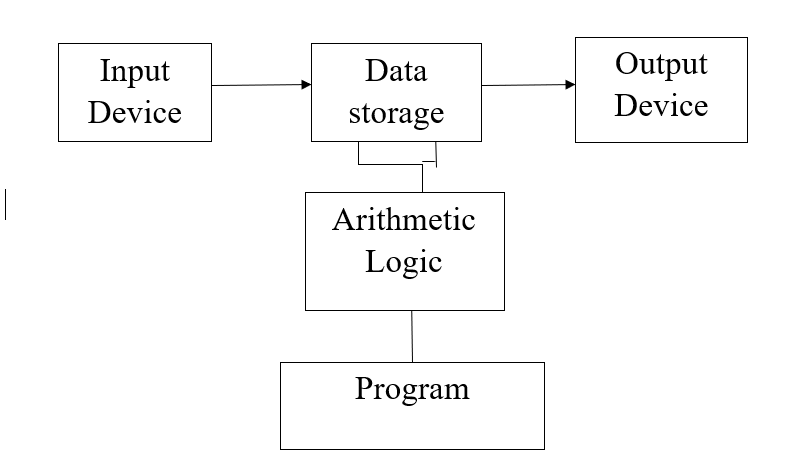 Input
Device
Data
storage
Output
Device
Arithmetic
Logic
Program